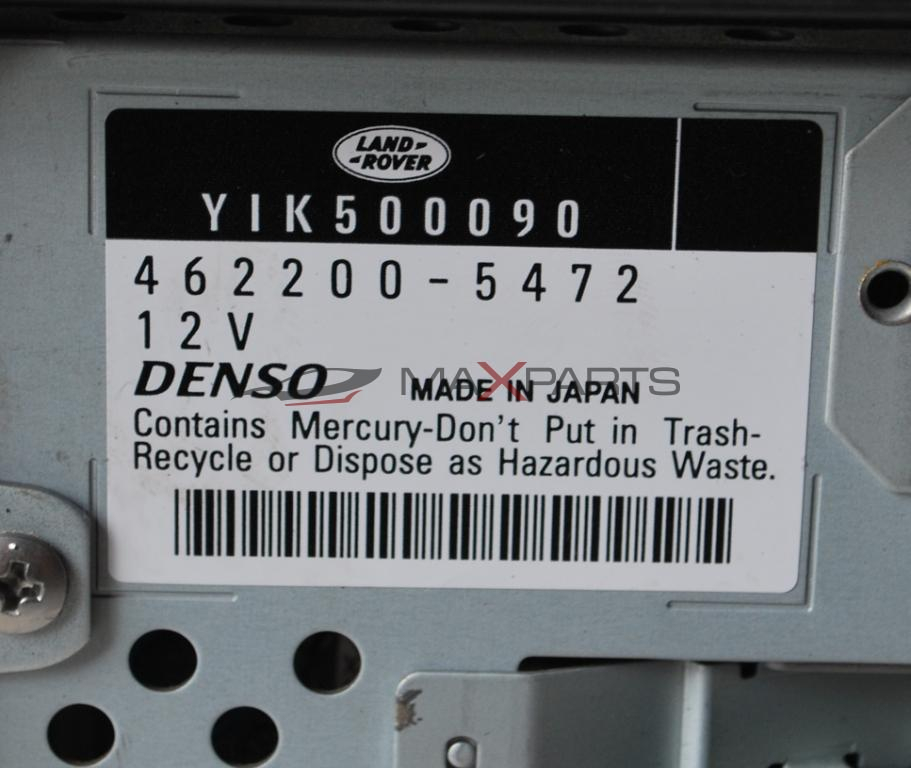 LAND-
-ROVER
YIK500090
462200-5472
12V
DENSO MAXPARTS MADE IN JAPAN
Contains Mercury-Don't Put in Trash-
Recycle or Dispose as Hazardous Waste.